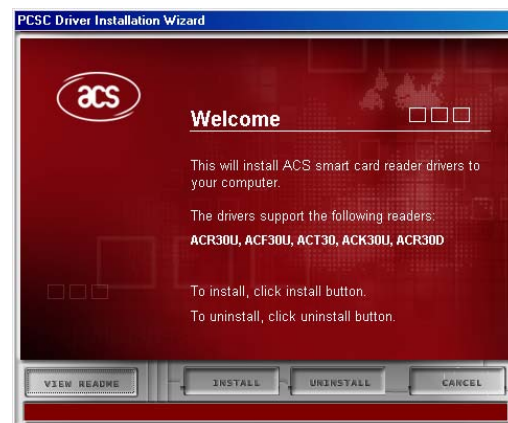 PCSC Driver Installation Wizard
acs
Welcome
This will install ACS smart card reader drivers to
your computer.
The drivers support the following readers:
ACR30U, ACF30U, ACT30, ACK30U, ACR30D
To install, click install button.
To uninstall, click uninstall button.
VIEW README INSTALL UNINSTALL CANCEL